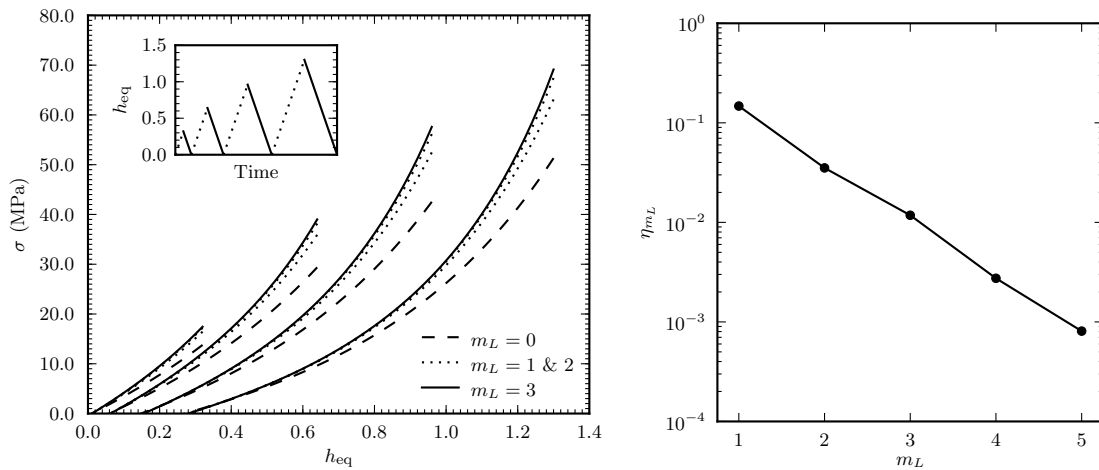 80.0
70.0
60.0
50.0
40.0
30.0
20.0
10.0
0.0
σ (MPa)
0.0 0.2 0.4 0.6 0.8 1.0 1.2 1.4
h_eq
1.5
1.0
0.5
0.0
h_eq
Time
m_L = 0
m_L = 1 & 2
m_L = 3
10^0
10^{-1}
10^{-2}
10^{-3}
10^{-4}
η_{m_L}
1 2 3 4 5
m_L